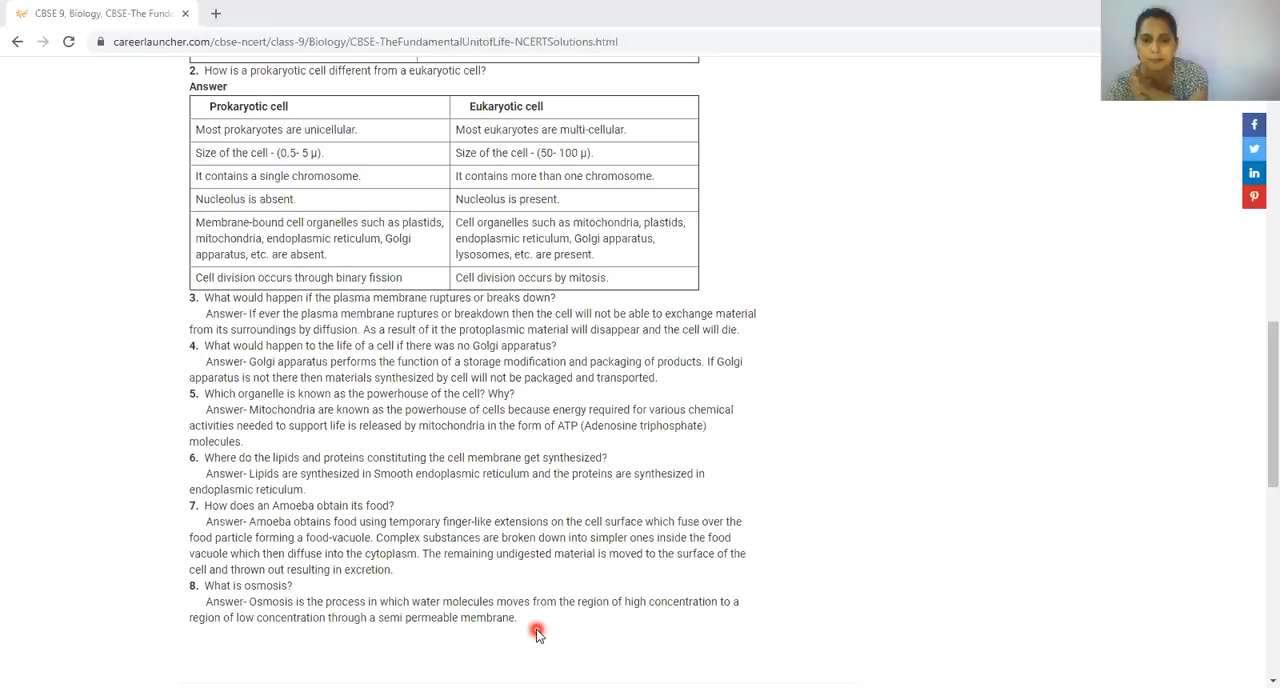 CBSE 9, Biology, CBSE-The Funda
careerlauncher.com/cbse-ncert/class-9/Biology/CBSE-TheFundamentalUnitofLife-NCERTSolutions.html
2. How is a prokaryotic cell different from a eukaryotic cell?
Answer
Prokaryotic cell Eukaryotic cell
Most prokaryotes are unicellular. Most eukaryotes are multi-cellular.
Size of the cell - (0.5- 5 μ). Size of the cell - (50- 100 μ).
It contains a single chromosome. It contains more than one chromosome.
Nucleolus is absent. Nucleolus is present.
Membrane-bound cell organelles such as plastids, Cell organelles such as mitochondria, plastids,
mitochondria, endoplasmic reticulum, Golgi endoplasmic reticulum, Golgi apparatus,
apparatus, etc. are absent. lysosomes, etc. are present.
Cell division occurs through binary fission Cell division occurs by mitosis.
3. What would happen if the plasma membrane ruptures or breaks down?
Answer- If ever the plasma membrane ruptures or breakdown then the cell will not be able to exchange material
from its surroundings by diffusion. As a result of it the protoplasmic material will disappear and the cell will die.
4. What would happen to the life of a cell if there was no Golgi apparatus?
Answer- Golgi apparatus performs the function of a storage modification and packaging of products. If Golgi
apparatus is not there then materials synthesized by cell will not be packaged and transported.
5. Which organelle is known as the powerhouse of the cell? Why?
Answer- Mitochondria are known as the powerhouse of cells because energy required for various chemical
activities needed to support life is released by mitochondria in the form of ATP (Adenosine triphosphate)
molecules.
6. Where do the lipids and proteins constituting the cell membrane get synthesized?
Answer- Lipids are synthesized in Smooth endoplasmic reticulum and the proteins are synthesized in
endoplasmic reticulum.
7. How does an Amoeba obtain its food?
Answer- Amoeba obtains food using temporary finger-like extensions on the cell surface which fuse over the
food particle forming a food-vacuole. Complex substances are broken down into simpler ones inside the food
vacuole which then diffuse into the cytoplasm. The remaining undigested material is moved to the surface of the
cell and thrown out resulting in excretion.
8. What is osmosis?
Answer- Osmosis is the process in which water molecules moves from the region of high concentration to a
region of low concentration through a semi permeable membrane.